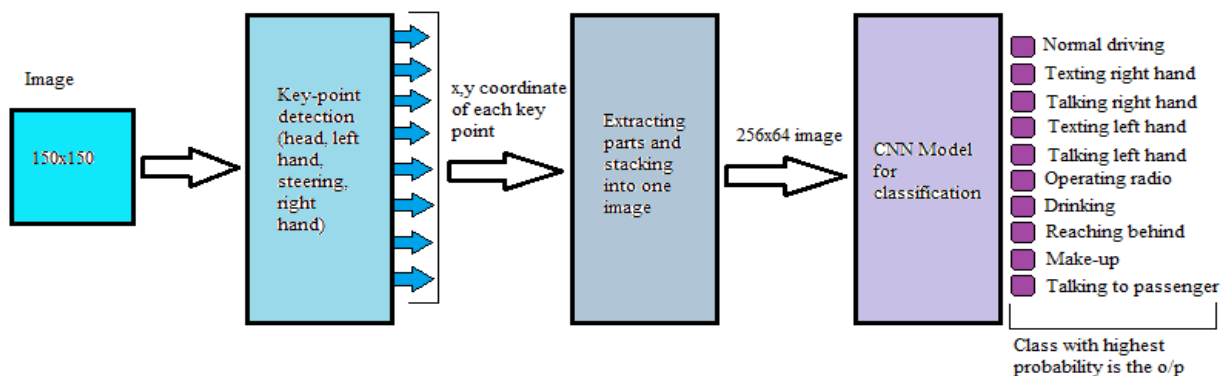 Image
150x150
Key-point
detection
(head, left
hand,
steering,
right
hand)
x,y coordinate
of each key
point
Extracting
parts and
stacking
into one
image
256x64 image
CNN Model
for
classification
Normal driving
Texting right hand
Talking right hand
Texting left hand
Talking left hand
Operating radio
Drinking
Reaching behind
Make-up
Talking to passenger
Class with highest
probability is the o/p